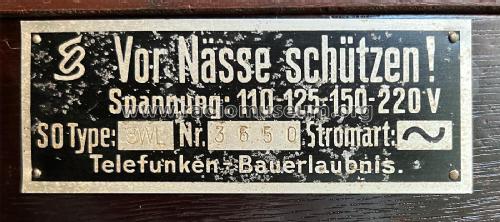 Vor Nässe schützen!
Spannung: 110-125-150-220 V
SO Type: 3WL Nr. 3650 Stromart: ~
Telefunken-Bauerlaubnis.